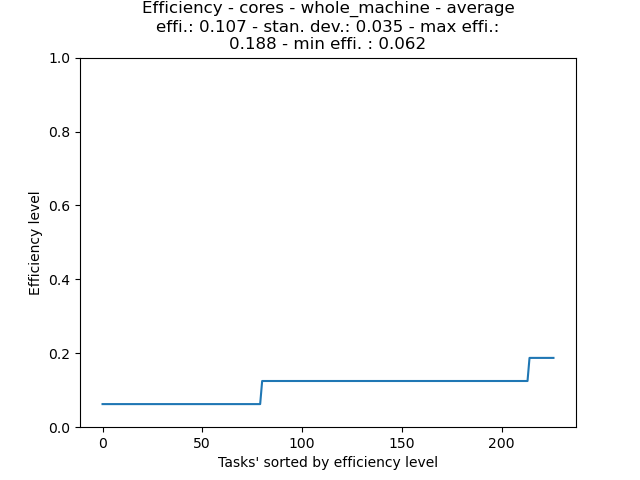 Efficiency - cores - whole_machine - average
effi.: 0.107 - stan. dev.: 0.035 - max effi.:
0.188 - min effi. : 0.062
1.0
0.8
0.6
0.4
0.2
0.0
Efficiency level
0
50
100
150
200
Tasks' sorted by efficiency level